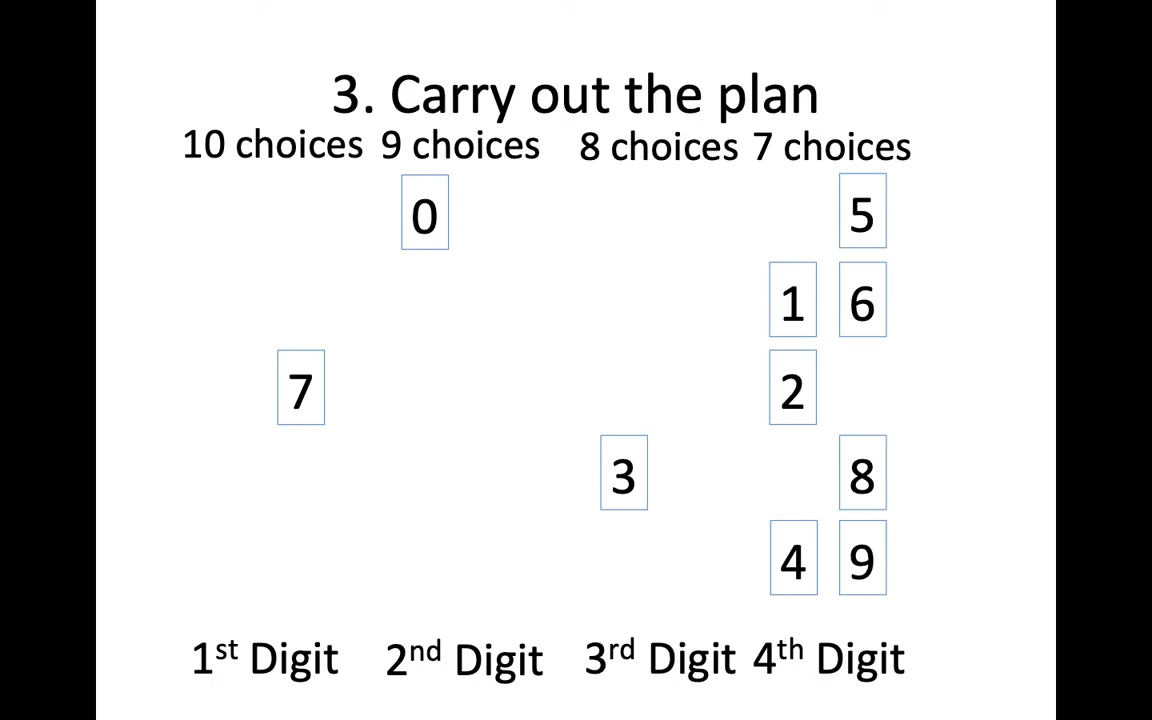 3. Carry out the plan
10 choices 9 choices 8 choices 7 choices
0 5
1 6
7 2
3 8
4 9
1st Digit 2nd Digit 3rd Digit 4th Digit